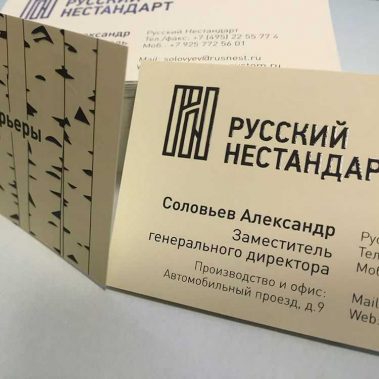 РУССКИЙ
НЕСТАНДАРТ
Александр
Русский Нестандарт
Тел./факс. +7 (495) 22 55 77 4
Моб. +7 925 772 56 01
Mail: solovyev@rusnest.ru
РУССКИЙ
НЕСТАНДАРТ
Соловьев Александр
Заместитель
генерального директора
Производство и офис:
Автомобильный проезд, д.9
Ру
Тел
Моб
Mail
Web.